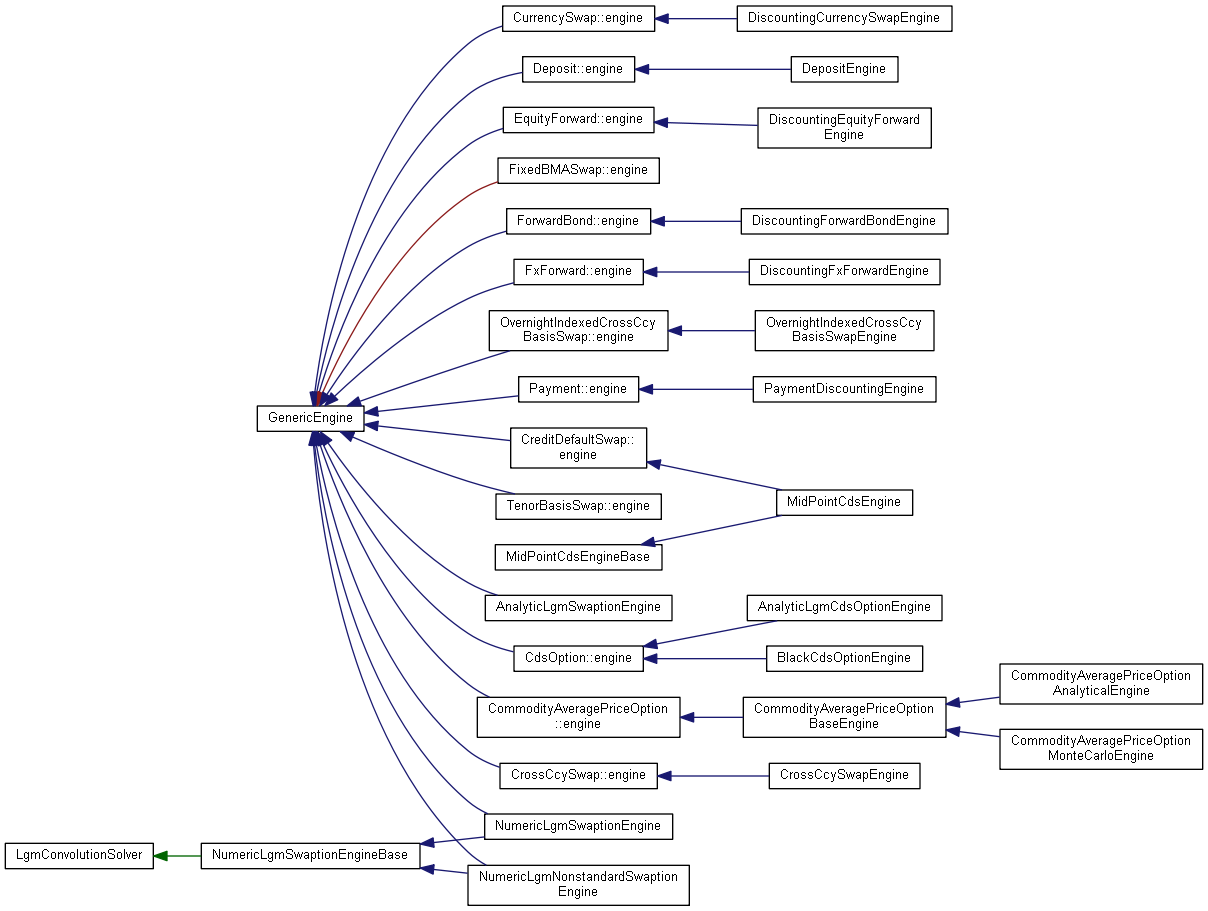 CurrencySwap::engine
DiscountingCurrencySwapEngine
Deposit::engine
DepositEngine
EquityForward::engine
DiscountingEquityForward
Engine
FixedBMASwap::engine
ForwardBond::engine
DiscountingForwardBondEngine
FxForward::engine
DiscountingFxForwardEngine
OvernightIndexedCrossCcy
BasisSwap::engine
OvernightIndexedCrossCcy
BasisSwapEngine
Payment::engine
PaymentDiscountingEngine
GenericEngine
CreditDefaultSwap::
engine
TenorBasisSwap::engine
MidPointCdsEngine
MidPointCdsEngineBase
AnalyticLgmSwaptionEngine
AnalyticLgmCdsOptionEngine
CdsOption::engine
BlackCdsOptionEngine
CommodityAveragePriceOption
::engine
CommodityAveragePriceOption
BaseEngine
CommodityAveragePriceOption
AnalyticalEngine
CommodityAveragePriceOption
MonteCarloEngine
CrossCcySwap::engine
CrossCcySwapEngine
NumericLgmSwaptionEngine
LgmConvolutionSolver
NumericLgmSwaptionEngineBase
NumericLgmNonstandardSwaption
Engine